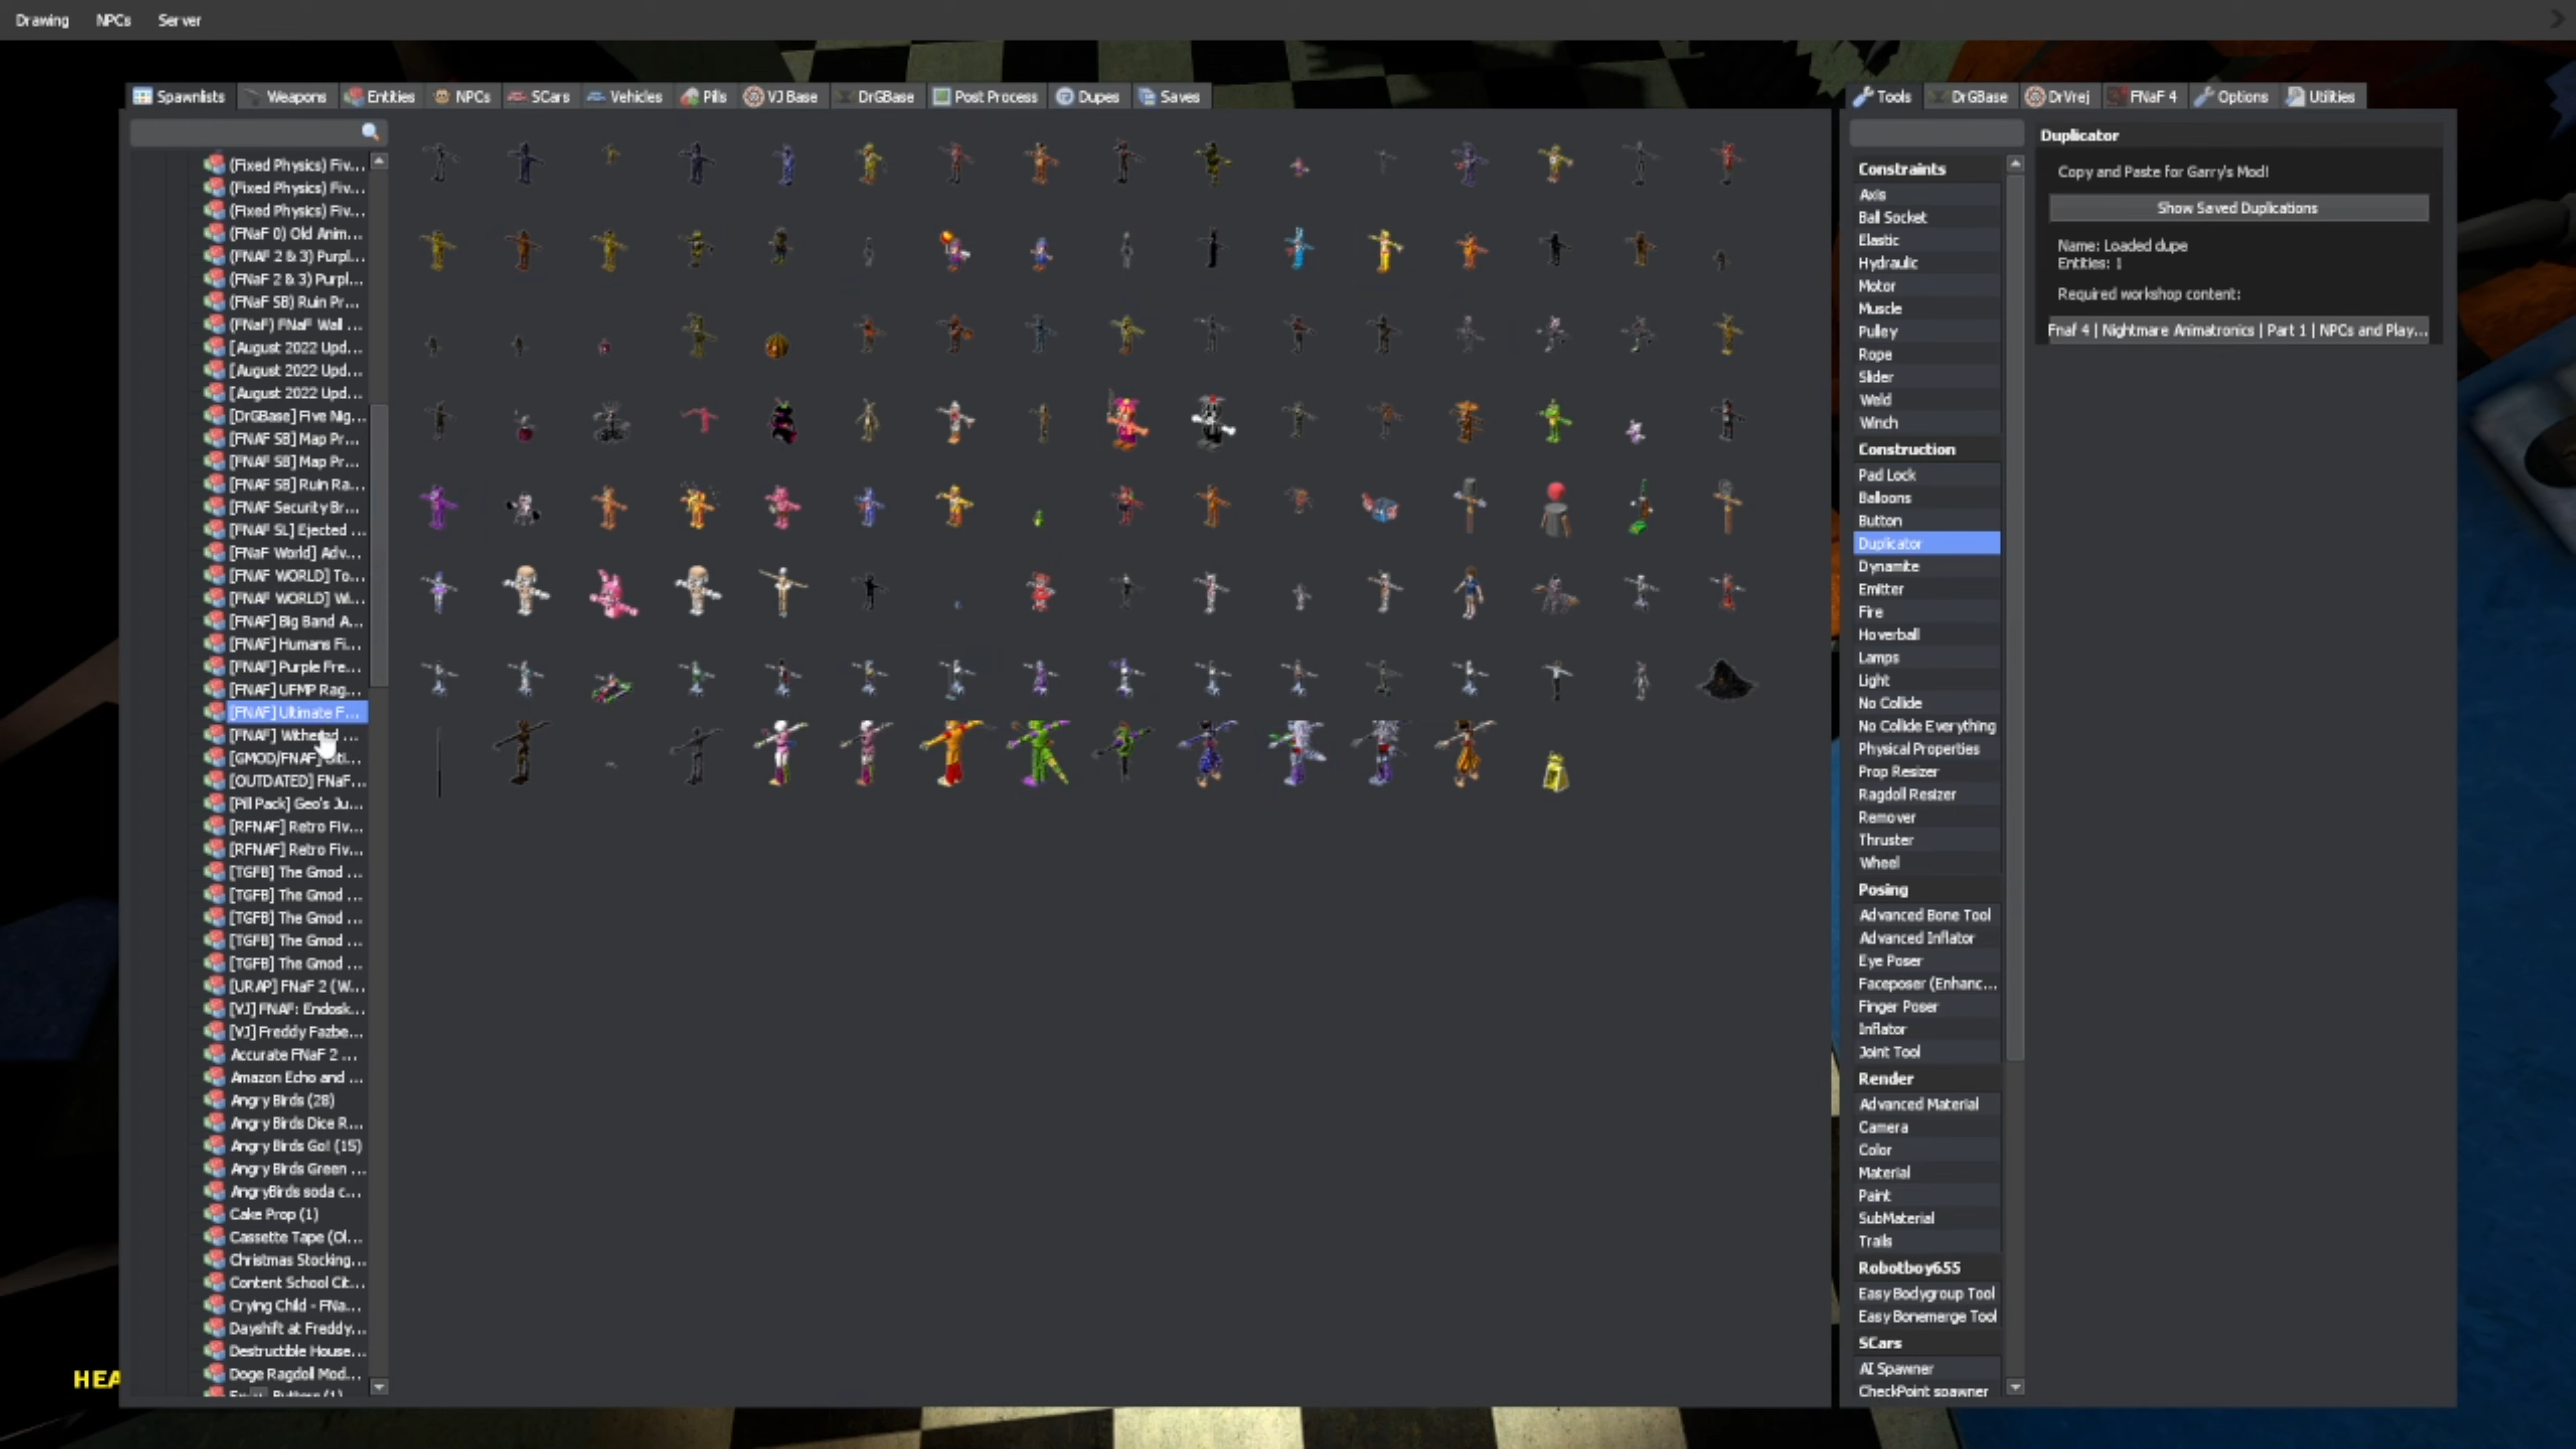 Drawing NPCs Server
Spawnlists Weapons Entities NPCs SCars Vehicles Pills VJ Base DrGBase Post Process Dupes Saves
(Fixed Physics) Fiv...
(Fixed Physics) Fiv...
(Fixed Physics) Fiv...
(FNaF 0) Old Anim...
(FNAF 2 & 3) Purpl...
(FNaF 2 & 3) Purpl...
(FNaF SB) Ruin Pr...
(FNaF) FNaF Wall ...
[August 2022 Upd...
[August 2022 Upd...
[August 2022 Upd...
[DrGBase] Five Nig...
[FNAF SB] Map Pr...
[FNAF SB] Map Pr...
[FNAF SB] Ruin Ra...
[FNAF Security Br...
[FNAF SL] Ejected ...
[FNaF World] Adv...
[FNAF WORLD] To...
[FNAF WORLD] Wi...
[FNAF] Big Band A...
[FNAF] Humans Fi...
[FNAF] Purple Fre...
[FNAF] UFMP Rag...
[FNAF] Ultimate F...
[FNAF] Withered ...
[GMOD/FNAF]
[OUTDATED] FNaF...
[Pill Pack] Geo's Ju...
[RFNAF] Retro Fiv...
[RFNAF] Retro Fiv...
[TGFB] The Gmod ...
[TGFB] The Gmod ...
[TGFB] The Gmod ...
[TGFB] The Gmod ...
[TGFB] The Gmod ...
[URAP] FNaF 2 (W...
[VJ] FNAF: Endosk...
[VJ] Freddy Fazbe...
Accurate FNaF 2 ...
Amazon Echo and ...
Angry Birds (28)
Angry Birds Dice R...
Angry Birds Go! (15)
Angry Birds Green ...
AngryBirds soda c...
Cake Prop (1)
Cassette Tape (Ol...
Christmas Stocking...
Content School Cit...
Crying Child - FNa...
Dayshift at Freddy...
Destructible House...
Doge Ragdoll Mod...
HEA
Tools DrGBase DrVrej FNaF 4 Options Utilities
Constraints
Axis
Ball Socket
Elastic
Hydraulic
Motor
Muscle
Pulley
Rope
Slider
Weld
Winch
Construction
Pad Lock
Balloons
Button
Duplicator
Dynamite
Emitter
Fire
Hoverball
Lamps
Light
No Collide
No Collide Everything
Physical Properties
Prop Resizer
Ragdoll Resizer
Remover
Thruster
Wheel
Posing
Advanced Bone Tool
Advanced Inflator
Eye Poser
Faceposer (Enhanc...
Finger Poser
Inflator
Joint Tool
Render
Advanced Material
Camera
Color
Material
Paint
SubMaterial
Trails
Robotboy655
Easy Bodygroup Tool
Easy Bonemerge Tool
SCars
AI Spawner
CheckPoint spawner
Duplicator
Copy and Paste for Garry's Mod!
Show Saved Duplications
Name: Loaded dupe
Entities: 1
Required workshop content:
Fnaf 4 | Nightmare Animatronics | Part 1 | NPCs and Play...